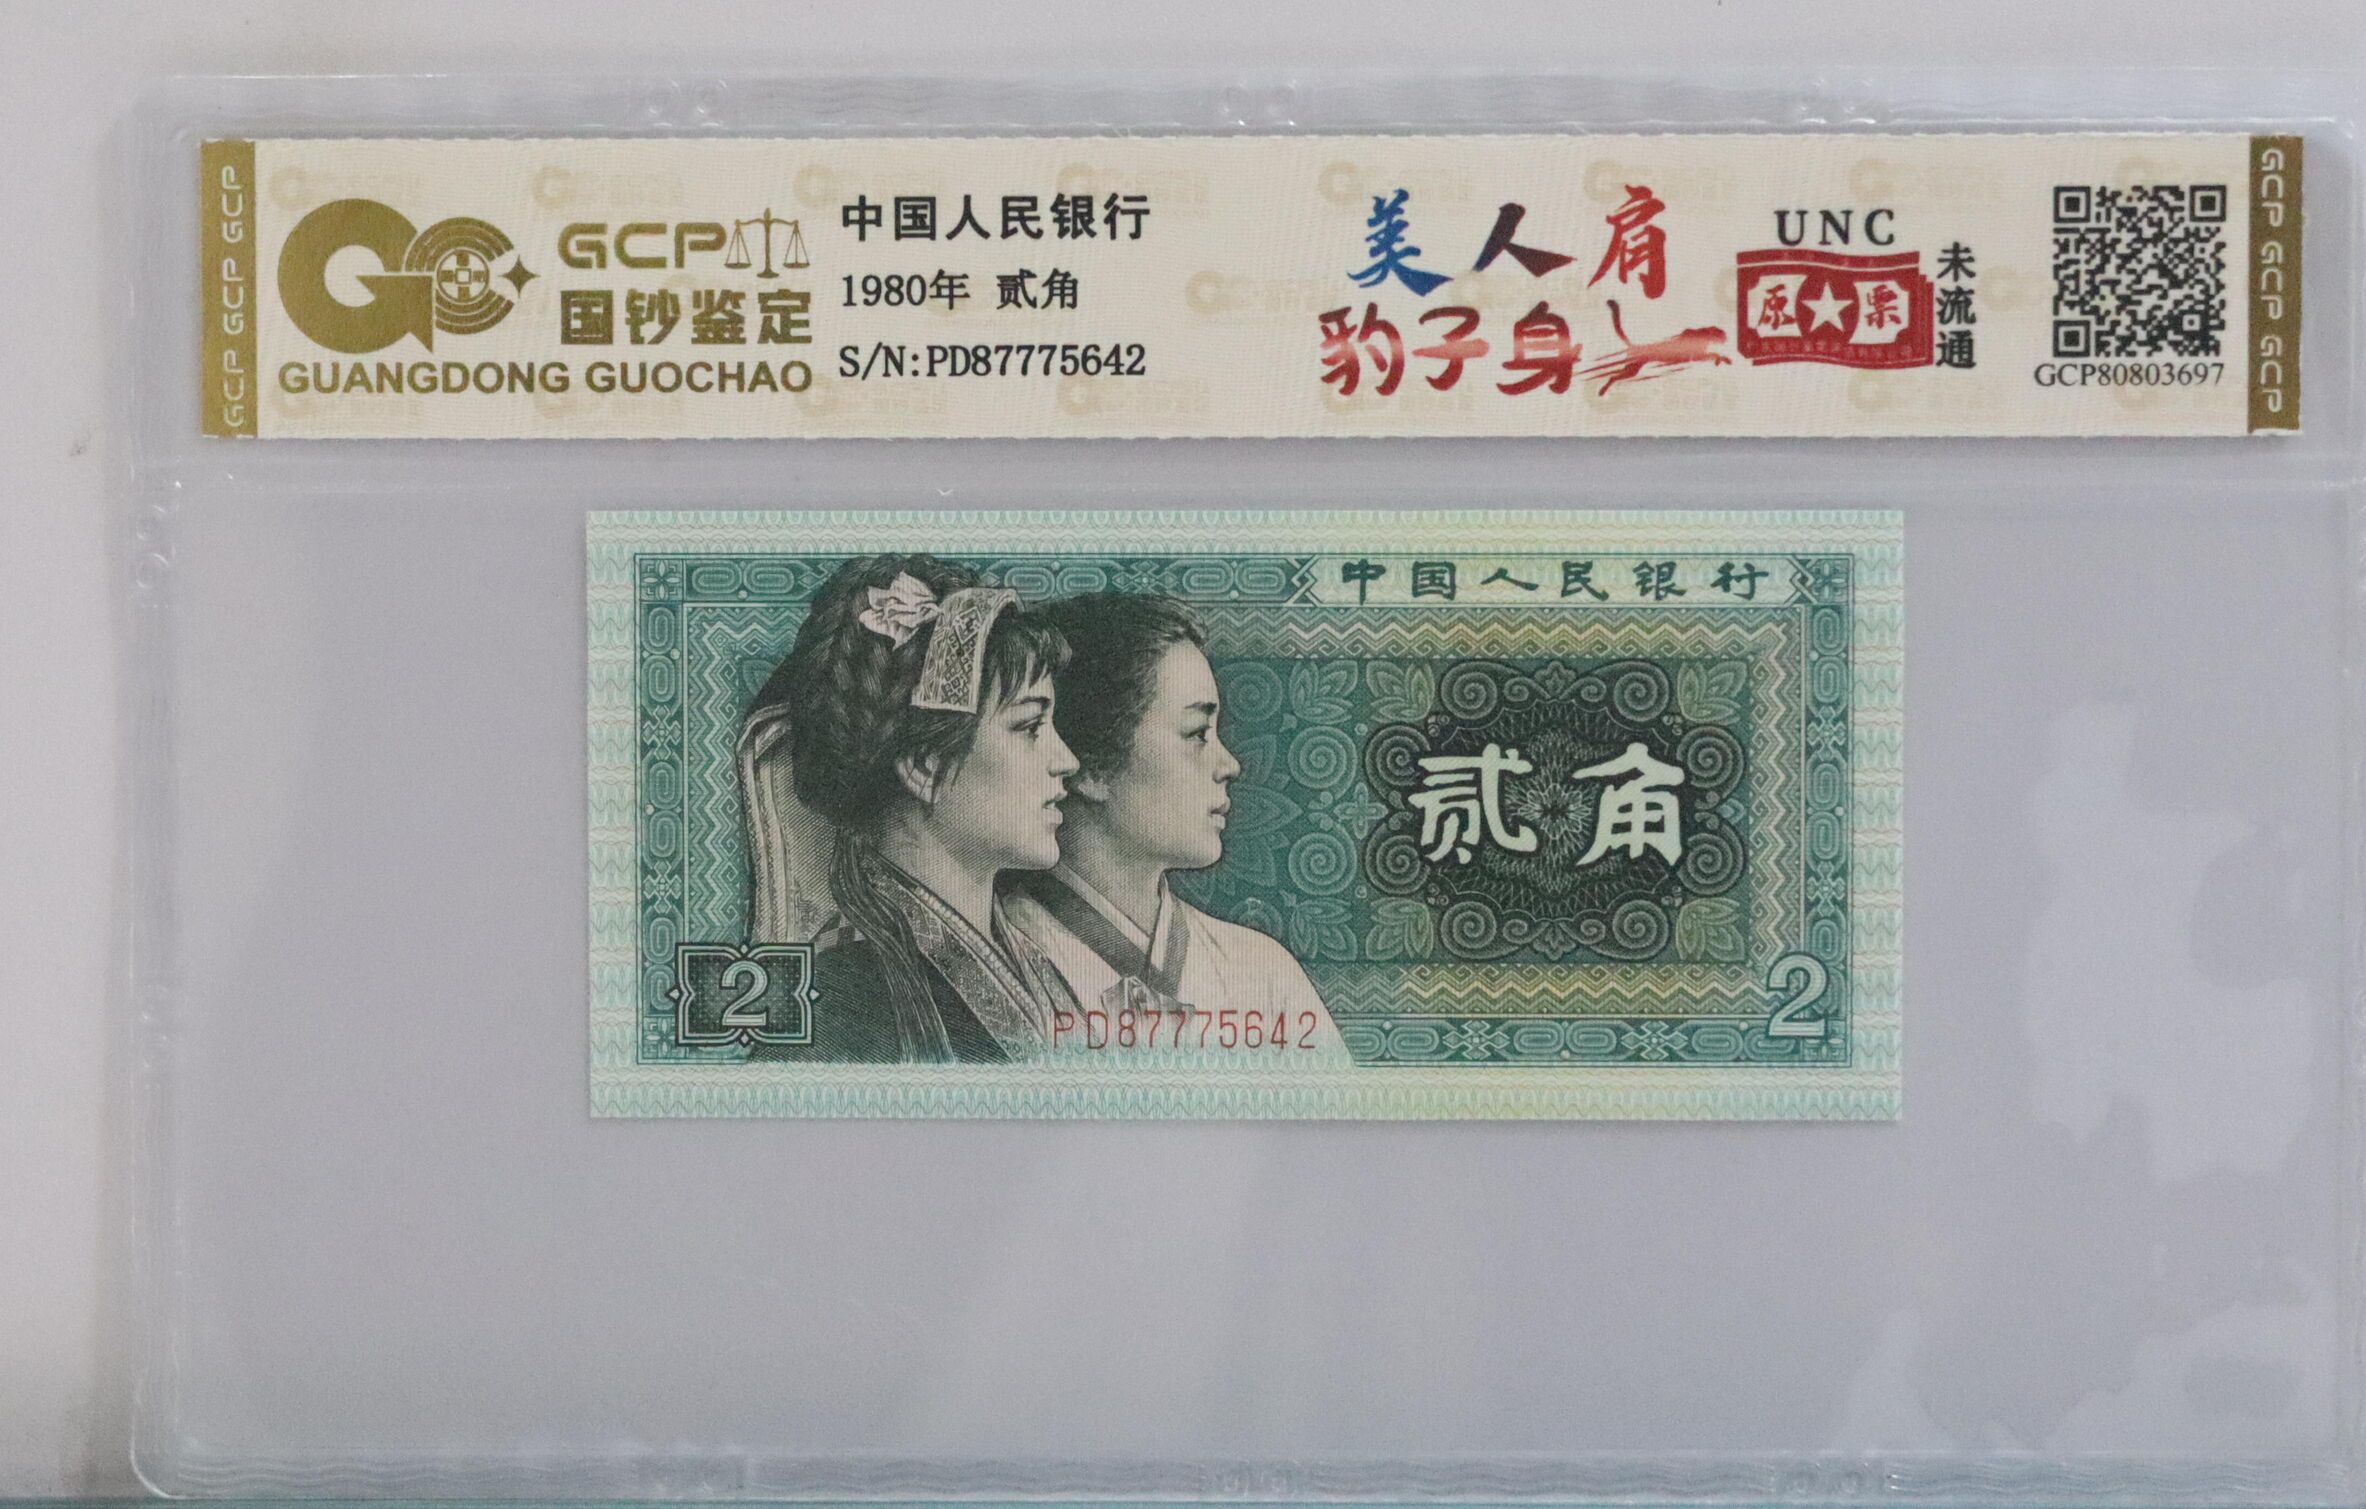 GCP GCP GCP
GCP
国钞鉴定
GUANGDONG GUOCHAO
中国人民银行
1980年 贰角
S/N:PD87775642
美人肩
豹子身
UNC
原票
未流通
GCP80803697
GCP GCP GCP
中国人民银行
贰角
2
PD87775642
2